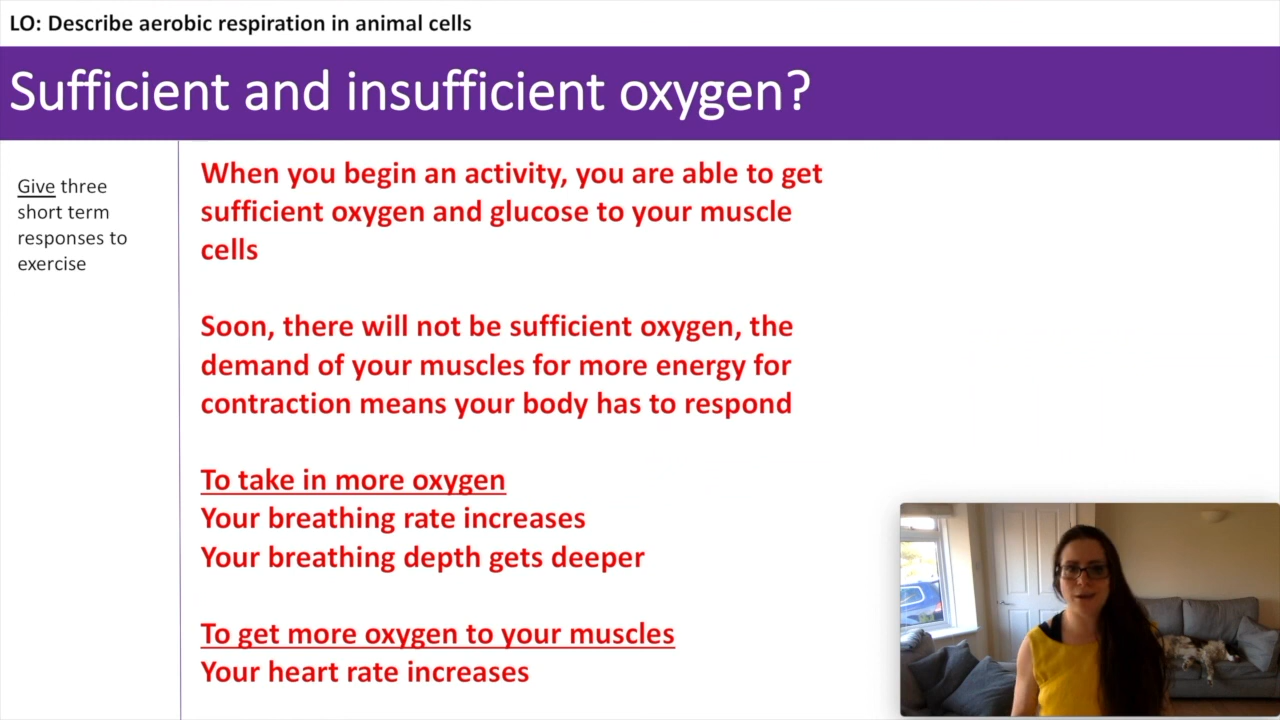 LO: Describe aerobic respiration in animal cells
Sufficient and insufficient oxygen?
Give three
short term
responses to
exercise
When you begin an activity, you are able to get
sufficient oxygen and glucose to your muscle
cells
Soon, there will not be sufficient oxygen, the
demand of your muscles for more energy for
contraction means your body has to respond
To take in more oxygen
Your breathing rate increases
Your breathing depth gets deeper
To get more oxygen to your muscles
Your heart rate increases